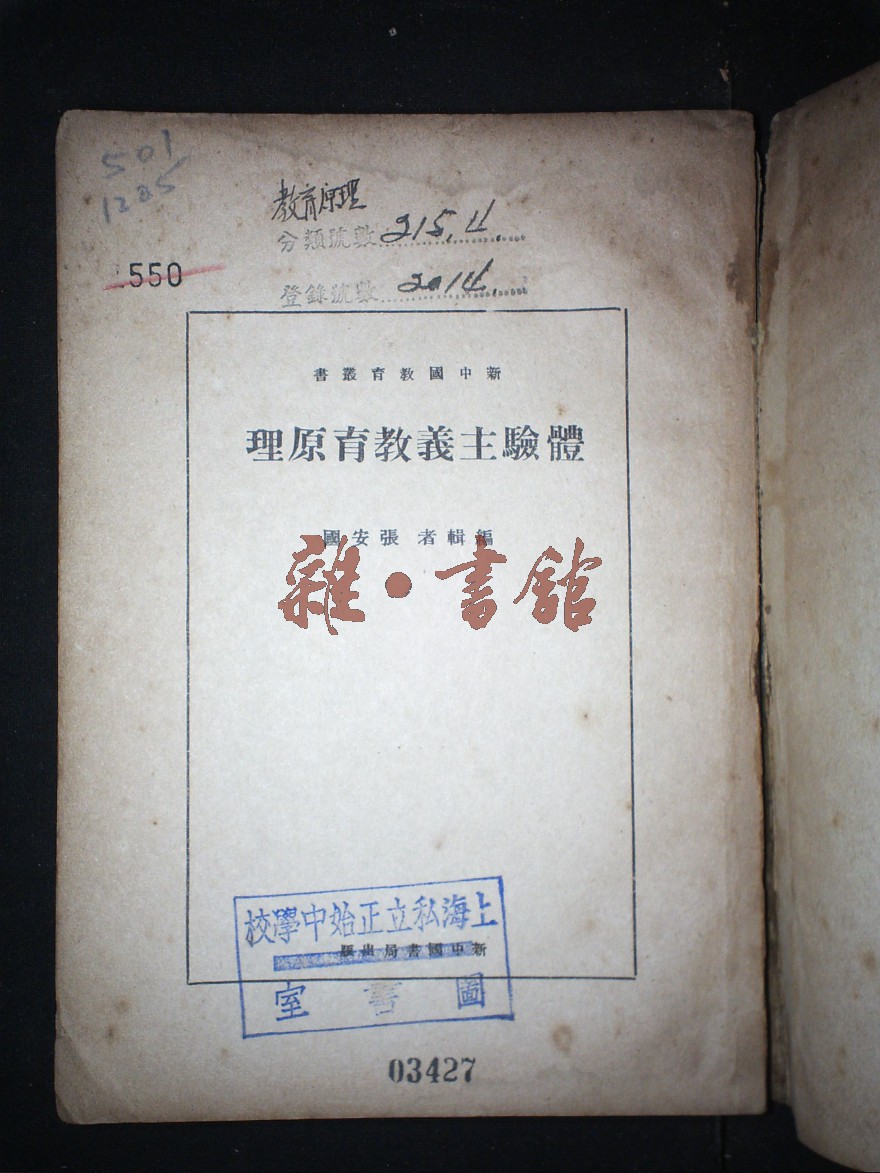 501
1285
教育原理
分類號數 215.4
550
登錄號數 2014
新中國教育叢書
體驗主義教育原理
編輯者 張安國
雜·書館
上海私立正始中學校
新中國書局出版
圖書室
03427